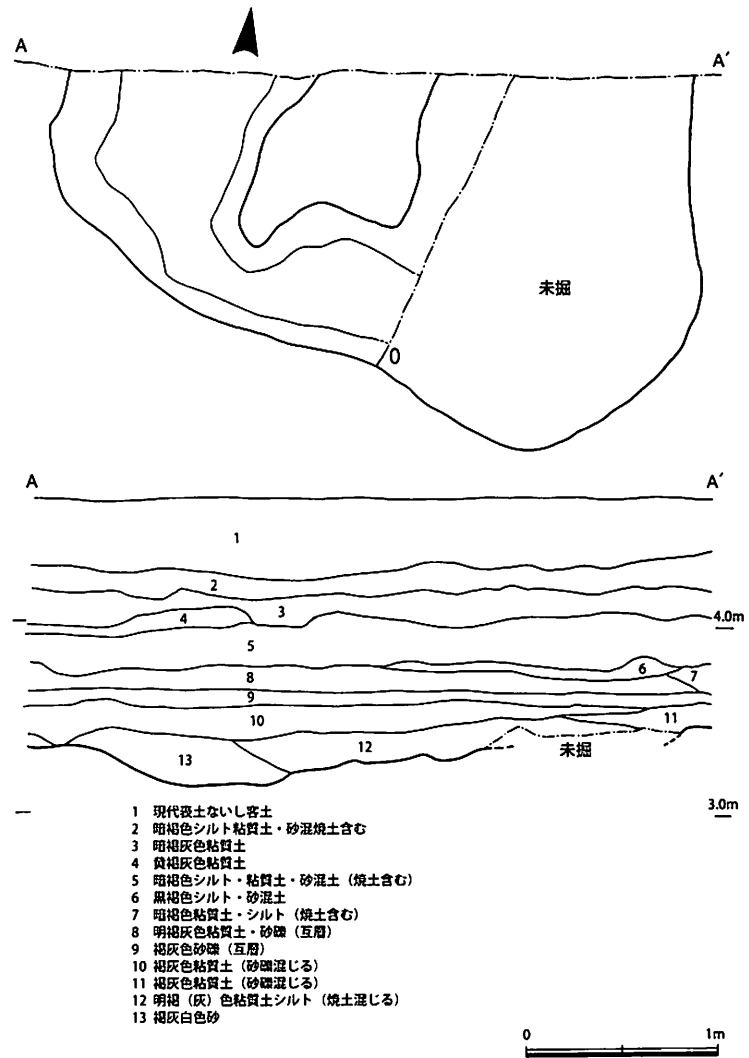 A
A´
未掘
0
A
A´
1
2
3
4
4.0m
5
6
7
8
9
10
11
12
13
未掘
3.0m
1 現代表土ないし客土
2 暗褐色シルト粘質土・砂混焼土含む
3 暗褐灰色粘質土
4 黄褐灰色粘質土
5 暗褐色シルト・粘質土・砂混土（焼土含む）
6 黒褐色シルト・砂混土
7 暗褐色粘質土・シルト（焼土含む）
8 明褐灰色粘質土・砂礫（互層）
9 褐灰色砂礫（互層）
10 褐灰色粘質土（砂礫混じる）
11 褐灰色粘質土（砂礫混じる）
12 明褐（灰）色粘質土シルト（焼土混じる）
13 褐灰白色砂
0
1m